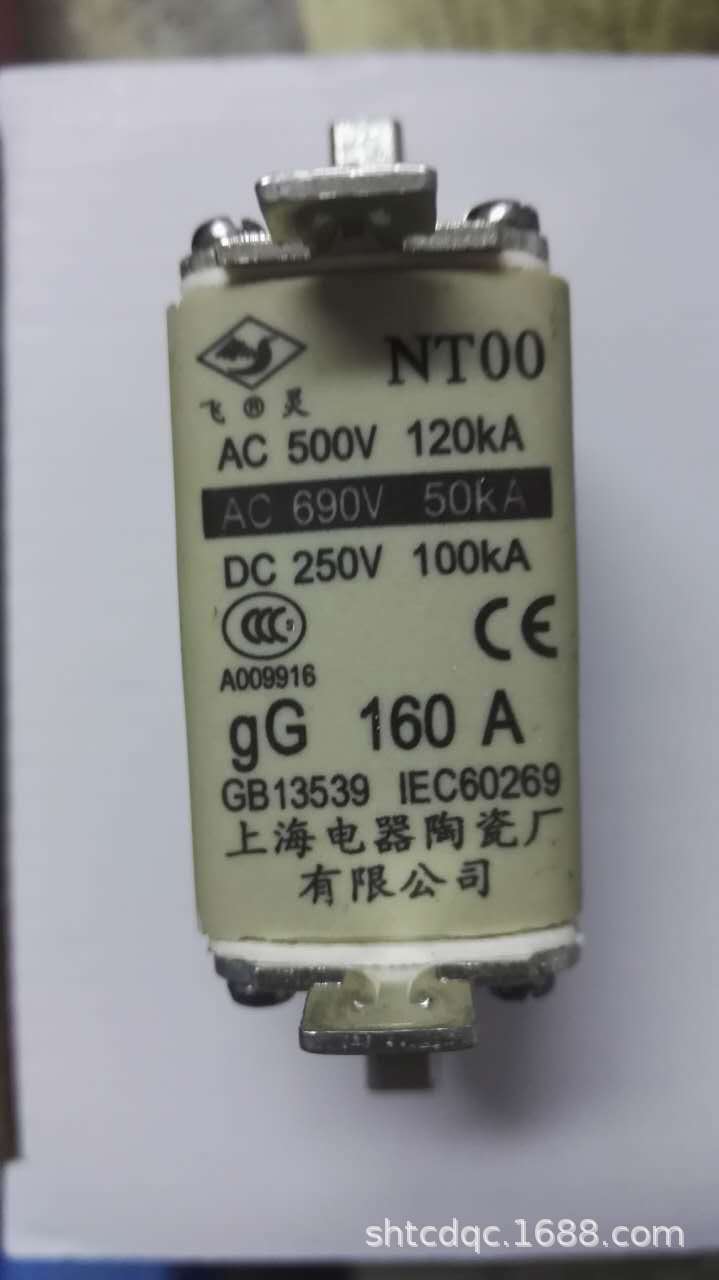 NT00
飞®灵
AC 500V 120kA
AC 690V 50kA
DC 250V 100kA
CCC S
CE
A009916
gG 160 A
GB13539 IEC60269
上海电器陶瓷厂
有限公司
shtcdqc.1688.com